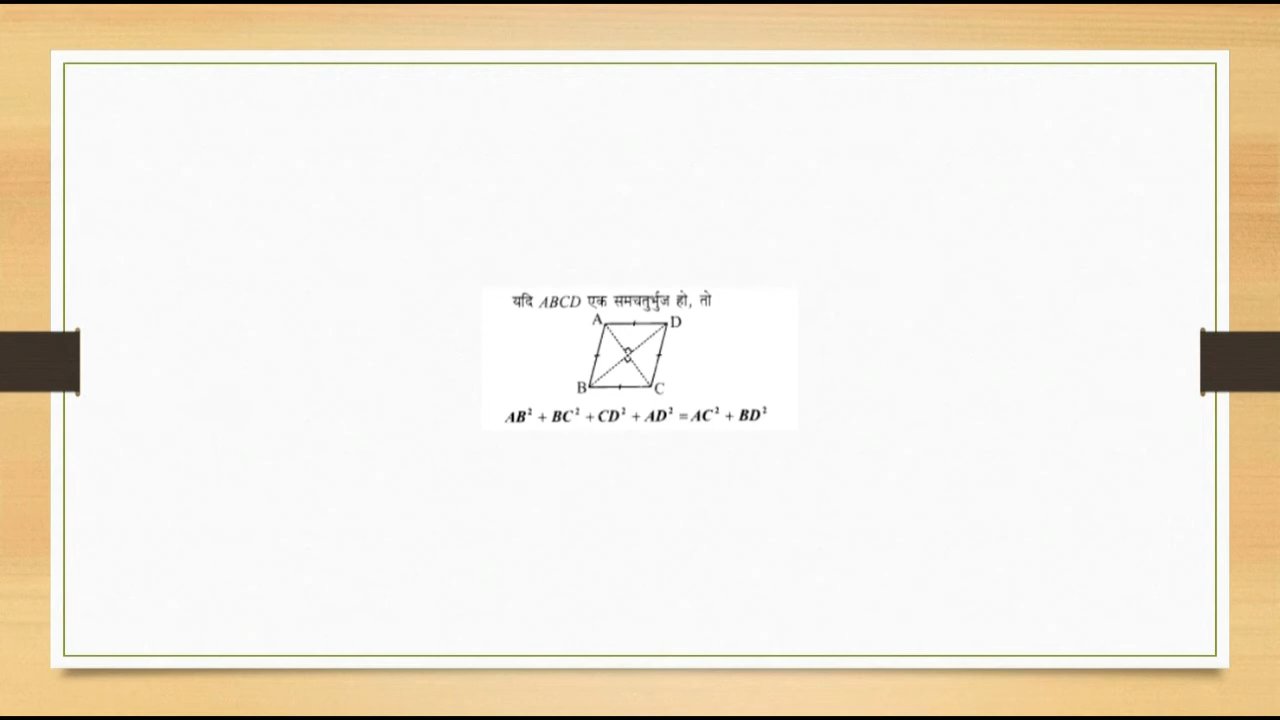 यदि ABCD एक समचतुर्भुज हो, तो
A D
B C
AB² + BC² + CD² + AD² = AC² + BD²